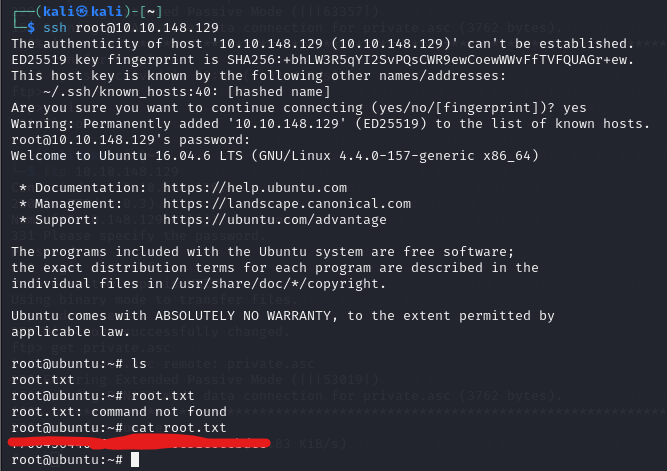 ┌──(kali㉿kali)-[~]
└─$ ssh root@10.10.148.129
The authenticity of host '10.10.148.129 (10.10.148.129)' can't be established.
ED25519 key fingerprint is SHA256:+bhLW3R5qYI2SvPQsCWR9ewCoewWWvFfTVFQUAGr+ew.
This host key is known by the following other names/addresses:
~/.ssh/known_hosts:40: [hashed name]
Are you sure you want to continue connecting (yes/no/[fingerprint])? yes
Warning: Permanently added '10.10.148.129' (ED25519) to the list of known hosts.
root@10.10.148.129's password:
Welcome to Ubuntu 16.04.6 LTS (GNU/Linux 4.4.0-157-generic x86_64)
* Documentation: https://help.ubuntu.com
* Management: https://landscape.canonical.com
* Support: https://ubuntu.com/advantage
The programs included with the Ubuntu system are free software;
the exact distribution terms for each program are described in the
individual files in /usr/share/doc/*/copyright.
Ubuntu comes with ABSOLUTELY NO WARRANTY, to the extent permitted by
applicable law.
root@ubuntu:~# ls
root.txt
root@ubuntu:~# root.txt
root.txt: command not found
root@ubuntu:~# cat root.txt
root@ubuntu:~#